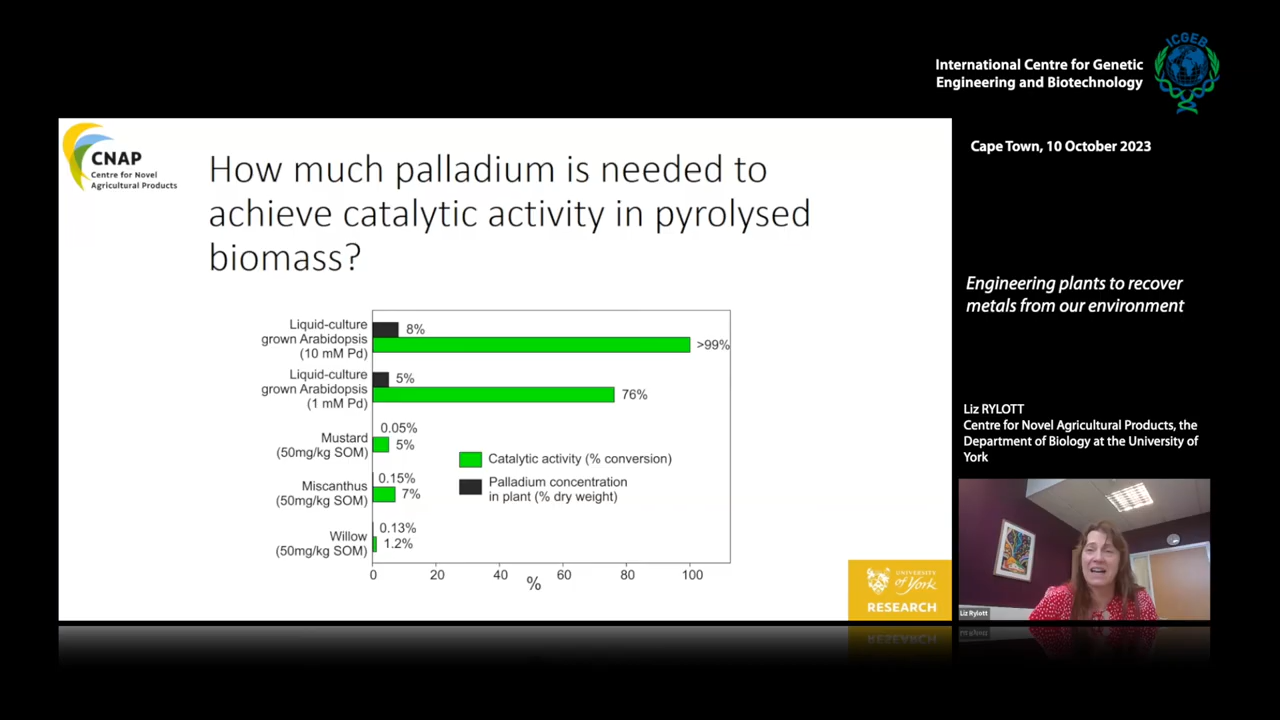 ICGEB
International Centre for Genetic
Engineering and Biotechnology
Cape Town, 10 October 2023
CNAP
Centre for Novel
Agricultural Products
How much palladium is needed to
achieve catalytic activity in pyrolysed
biomass?
Liquid-culture
grown Arabidopsis
(10 mM Pd)
8%
>99%
Liquid-culture
grown Arabidopsis
(1 mM Pd)
5%
76%
Mustard
(50mg/kg SOM)
0.05%
5%
Miscanthus
(50mg/kg SOM)
0.15%
7%
Willow
(50mg/kg SOM)
0.13%
1.2%
Catalytic activity (% conversion)
Palladium concentration
in plant (% dry weight)
0 20 40 60 80 100
%
UNIVERSITY
of York
RESEARCH
Engineering plants to recover
metals from our environment
Liz RYLOTT
Centre for Novel Agricultural Products, the
Department of Biology at the University of
York
Liz Rylott